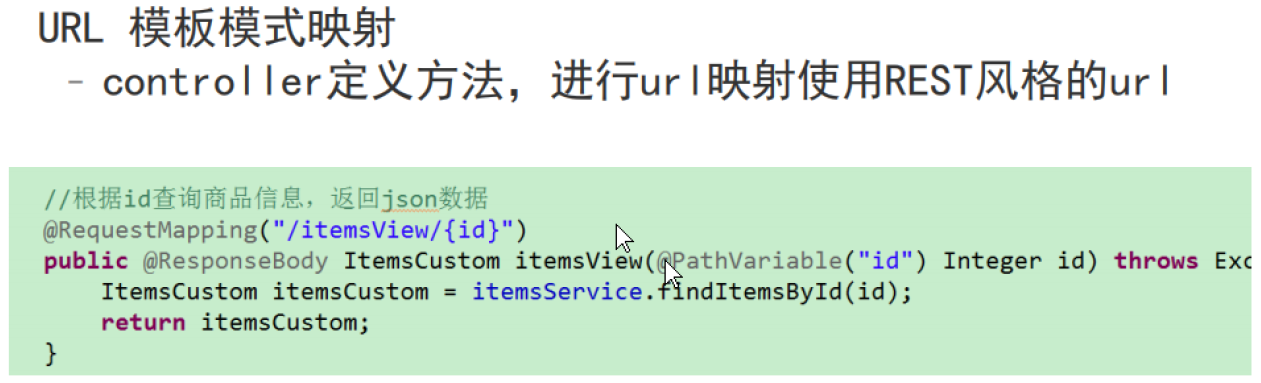 URL 模板模式映射
- controller定义方法，进行url映射使用REST风格的url
//根据id查询商品信息，返回json数据
@RequestMapping("/itemsView/{id}")
public @ResponseBody ItemsCustom itemsView(@PathVariable("id") Integer id) throws Exc
ItemsCustom itemsCustom = itemsService.findItemsById(id);
return itemsCustom;
}